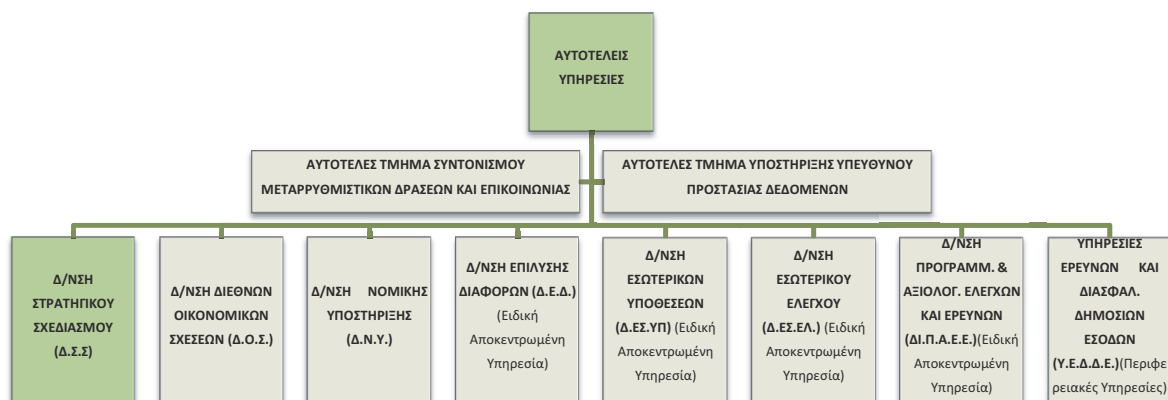 ΑΥΤΟΤΕΛΕΙΣ
ΥΠΗΡΕΣΙΕΣ
ΑΥΤΟΤΕΛΕΣ ΤΜΗΜΑ ΣΥΝΤΟΝΙΣΜΟΥ
ΜΕΤΑΡΡΥΘΜΙΣΤΙΚΩΝ ΔΡΑΣΕΩΝ ΚΑΙ ΕΠΙΚΟΙΝΩΝΙΑΣ
ΑΥΤΟΤΕΛΕΣ ΤΜΗΜΑ ΥΠΟΣΤΗΡΙΞΗΣ ΥΠΕΥΘΥΝΟΥ
ΠΡΟΣΤΑΣΙΑΣ ΔΕΔΟΜΕΝΩΝ
Δ/ΝΣΗ
ΣΤΡΑΤΗΓΙΚΟΥ
ΣΧΕΔΙΑΣΜΟΥ
(Δ.Σ.Σ)
Δ/ΝΣΗ ΔΙΕΘΝΩΝ
ΟΙΚΟΝΟΜΙΚΩΝ
ΣΧΕΣΕΩΝ (Δ.Ο.Σ.)
Δ/ΝΣΗ ΝΟΜΙΚΗΣ
ΥΠΟΣΤΗΡΙΞΗΣ
(Δ.Ν.Υ.)
Δ/ΝΣΗ ΕΠΙΛΥΣΗΣ
ΔΙΑΦΟΡΩΝ (Δ.Ε.Δ.)
(Ειδική
Αποκεντρωμένη
Υπηρεσία)
Δ/ΝΣΗ
ΕΣΩΤΕΡΙΚΩΝ
ΥΠΟΘΕΣΕΩΝ
(Δ.ΕΣ.ΥΠ) (Ειδική
Αποκεντρωμένη
Υπηρεσία)
Δ/ΝΣΗ
ΕΣΩΤΕΡΙΚΟΥ
ΕΛΕΓΧΟΥ
(Δ.ΕΣ.ΕΛ.) (Ειδική
Αποκεντρωμένη
Υπηρεσία)
Δ/ΝΣΗ
ΠΡΟΓΡΑΜΜ. &
ΑΞΙΟΛΟΓ. ΕΛΕΓΧΩΝ
ΚΑΙ ΕΡΕΥΝΩΝ
(ΔΙ.Π.Α.Ε.Ε.)(Ειδική
Αποκεντρωμένη
Υπηρεσία)
ΥΠΗΡΕΣΙΕΣ
ΕΡΕΥΝΩΝ ΚΑΙ
ΔΙΑΣΦΑΛ.
ΔΗΜΟΣΙΩΝ
ΕΣΟΔΩΝ
(Υ.Ε.Δ.Δ.Ε.)(Περιφε
ρειακές Υπηρεσίες)